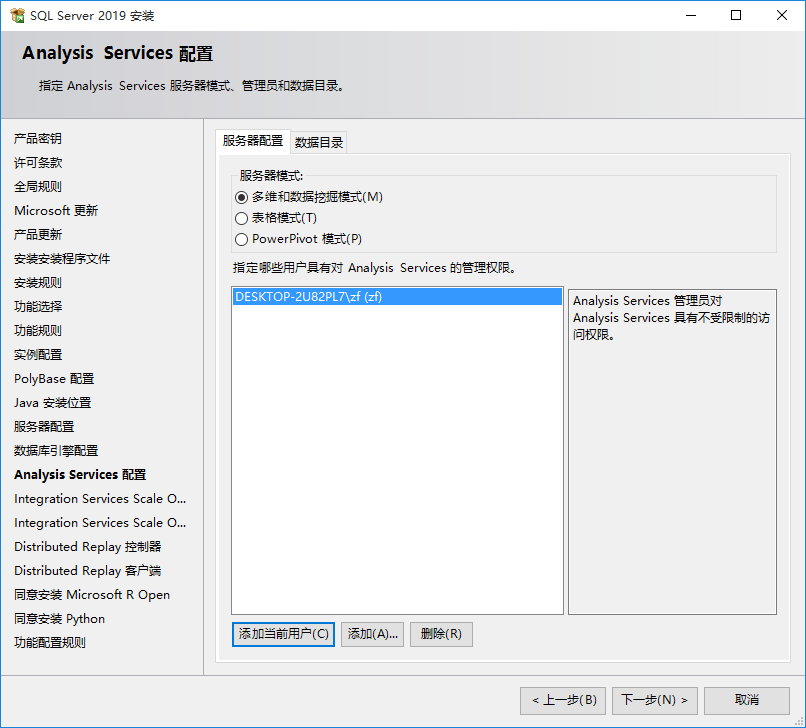 SQL Server 2019 安装
Analysis Services 配置
指定 Analysis Services 服务器模式、管理员和数据目录。
产品密钥
许可条款
全局规则
Microsoft 更新
产品更新
安装安装程序文件
安装规则
功能选择
功能规则
实例配置
PolyBase 配置
Java 安装位置
服务器配置
数据库引擎配置
Analysis Services 配置
Integration Services Scale O...
Integration Services Scale O...
Distributed Replay 控制器
Distributed Replay 客户端
同意安装 Microsoft R Open
同意安装 Python
功能配置规则
服务器配置 数据目录
服务器模式:
多维和数据挖掘模式(M)
表格模式(T)
PowerPivot 模式(P)
指定哪些用户具有对 Analysis Services 的管理权限。
DESKTOP-2U82PL7\zf (zf)
Analysis Services 管理员对
Analysis Services 具有不受限制的访
问权限。
添加当前用户(C) 添加(A)... 删除(R)
< 上一步(B) 下一步(N) > 取消